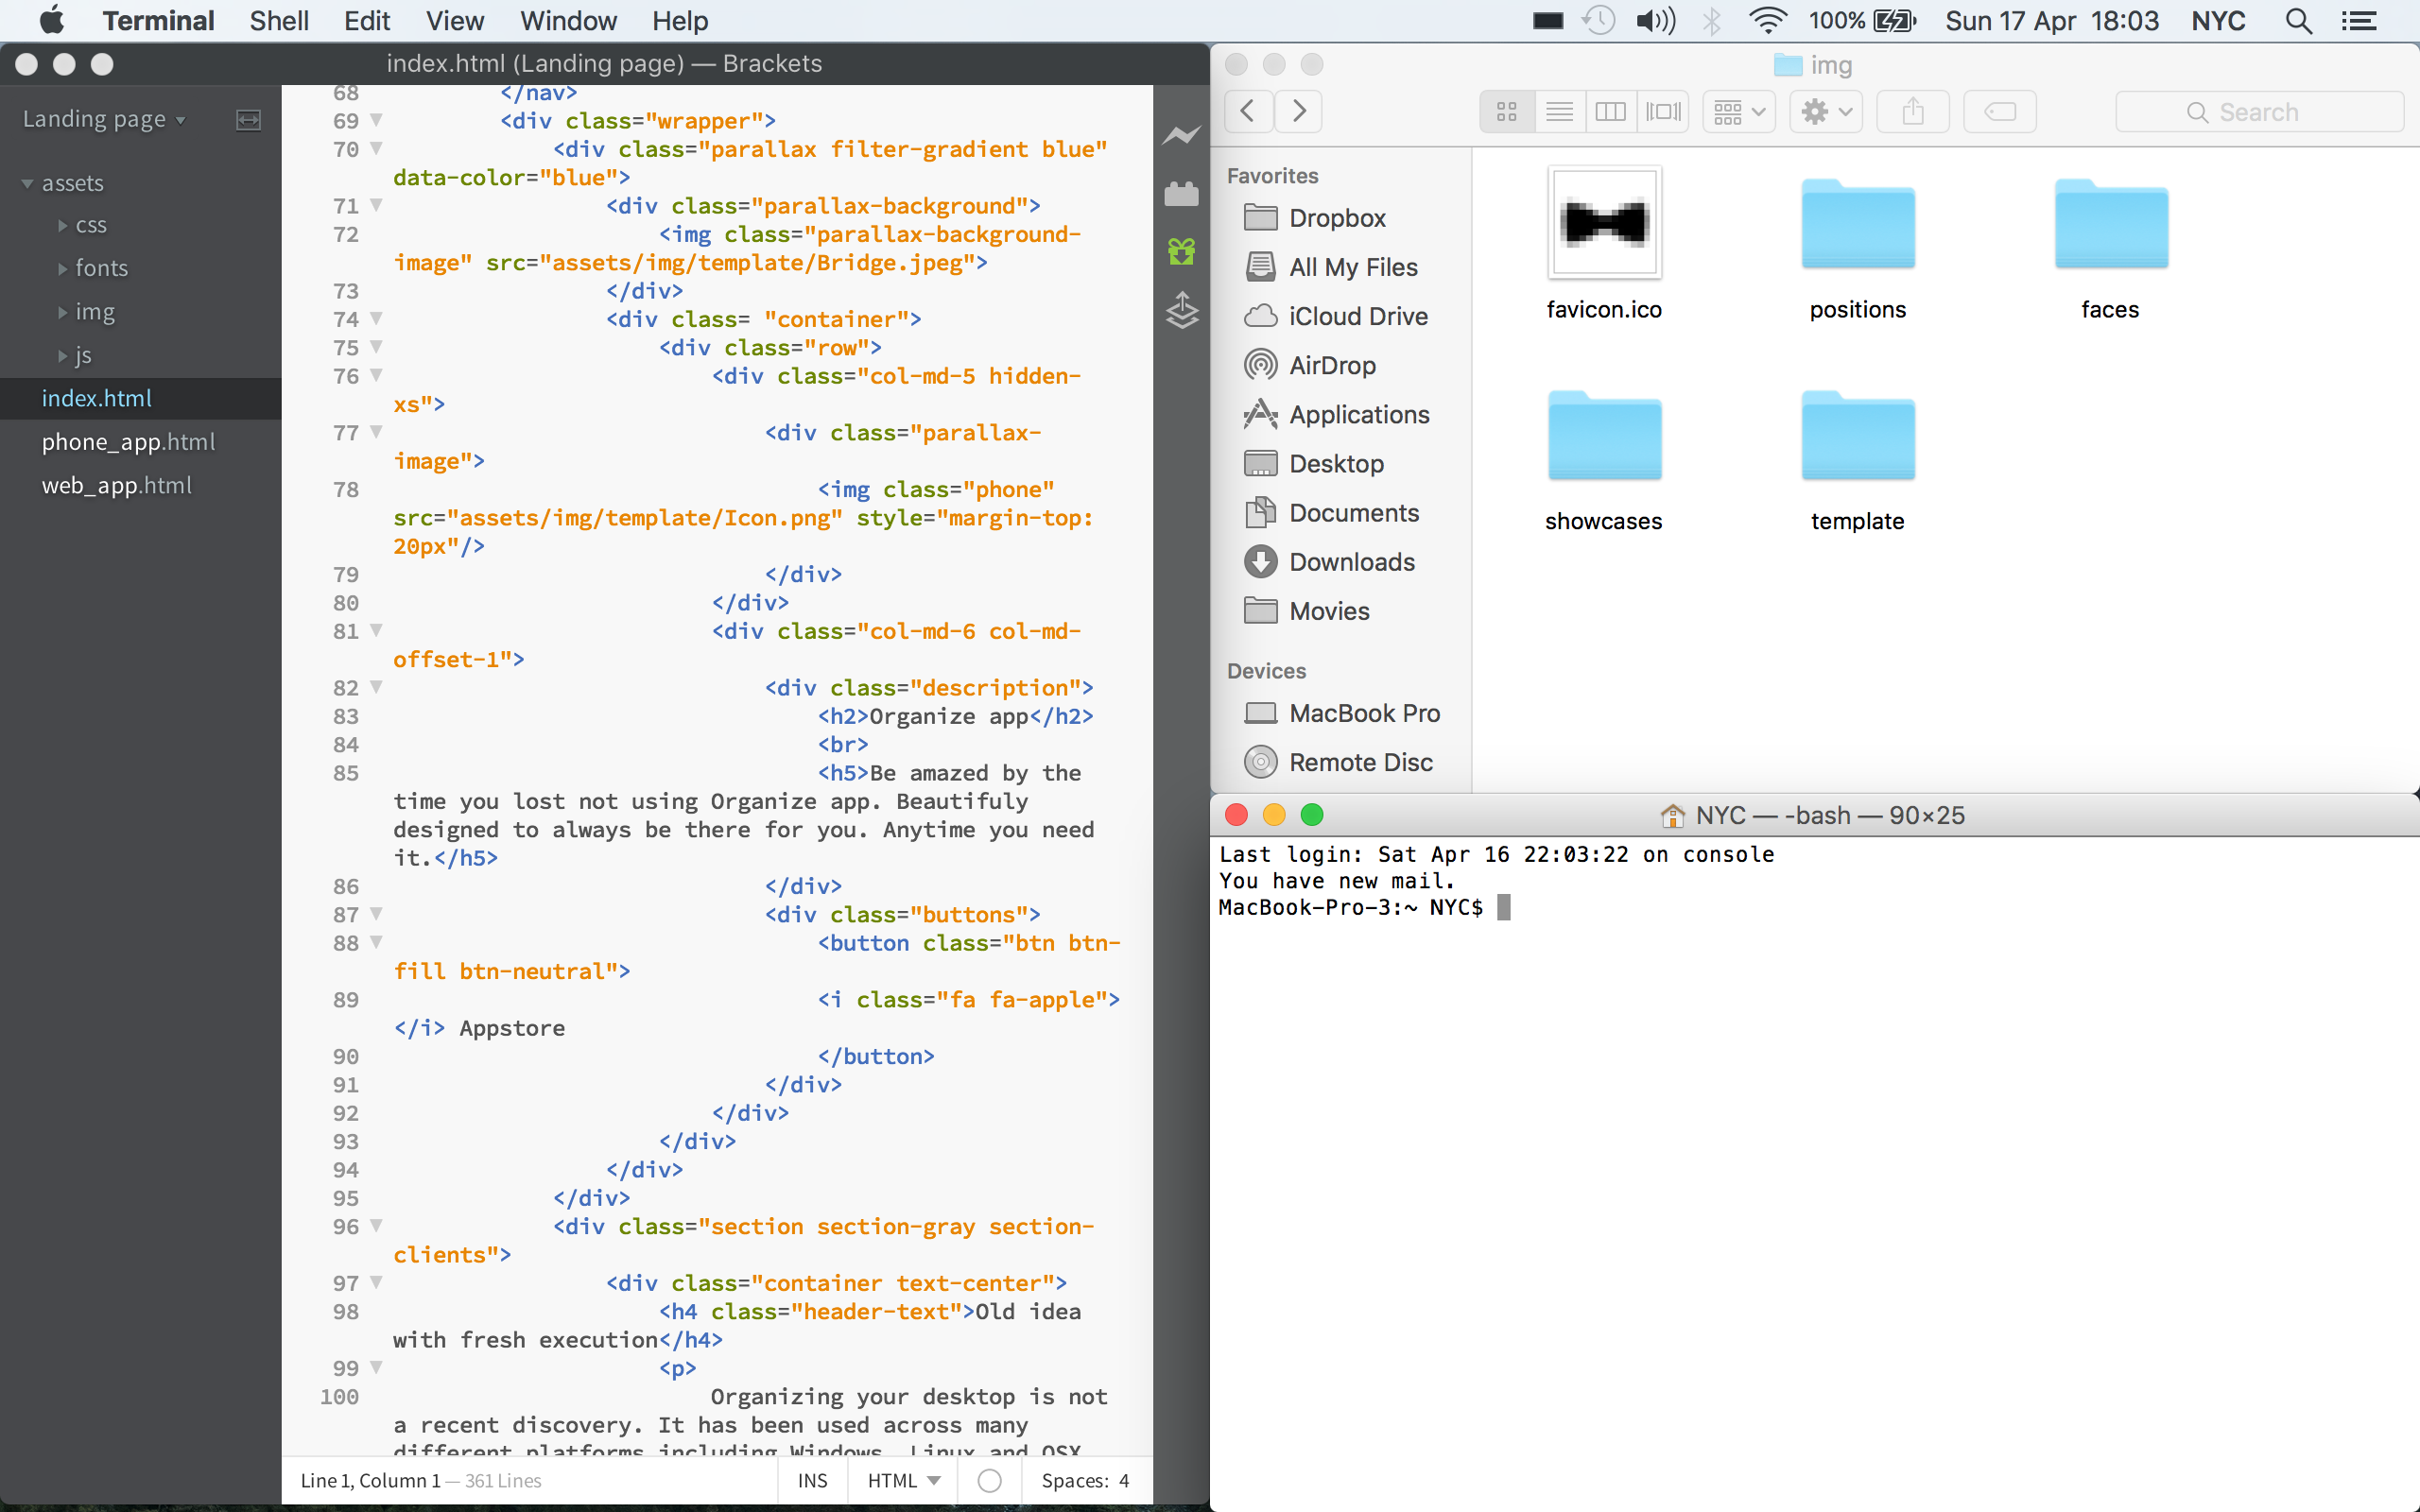 Terminal Shell Edit View Window Help
100% Sun 17 Apr 18:03 NYC
index.html (Landing page) — Brackets
Landing page
assets
css
fonts
img
js
index.html
phone_app.html
web_app.html
68 </nav>
69 <div class="wrapper">
70 <div class="parallax filter-gradient blue"
data-color="blue">
71 <div class="parallax-background">
72 <img class="parallax-background-
image" src="assets/img/template/Bridge.jpeg">
73 </div>
74 <div class= "container">
75 <div class="row">
76 <div class="col-md-5 hidden-
xs">
77 <div class="parallax-
image">
78 <img class="phone"
src="assets/img/template/Icon.png" style="margin-top:
20px"/>
79 </div>
80 </div>
81 <div class="col-md-6 col-md-
offset-1">
82 <div class="description">
83 <h2>Organize app</h2>
84 <br>
85 <h5>Be amazed by the
time you lost not using Organize app. Beautifuly
designed to always be there for you. Anytime you need
it.</h5>
86 </div>
87 <div class="buttons">
88 <button class="btn btn-
fill btn-neutral">
89 <i class="fa fa-apple">
</i> Appstore
90 </button>
91 </div>
92 </div>
93 </div>
94 </div>
95 </div>
96 <div class="section section-gray section-
clients">
97 <div class="container text-center">
98 <h4 class="header-text">Old idea
with fresh execution</h4>
99 <p>
100 Organizing your desktop is not
a recent discovery. It has been used across many
different platforms including Windows, Linux and OSX
Line 1, Column 1 — 361 Lines INS HTML Spaces: 4
img
Search
Favorites
Dropbox
All My Files
iCloud Drive
AirDrop
Applications
Desktop
Documents
Downloads
Movies
Devices
MacBook Pro
Remote Disc
favicon.ico positions faces
showcases template
NYC — -bash — 90×25
Last login: Sat Apr 16 22:03:22 on console
You have new mail.
MacBook-Pro-3:~ NYC$